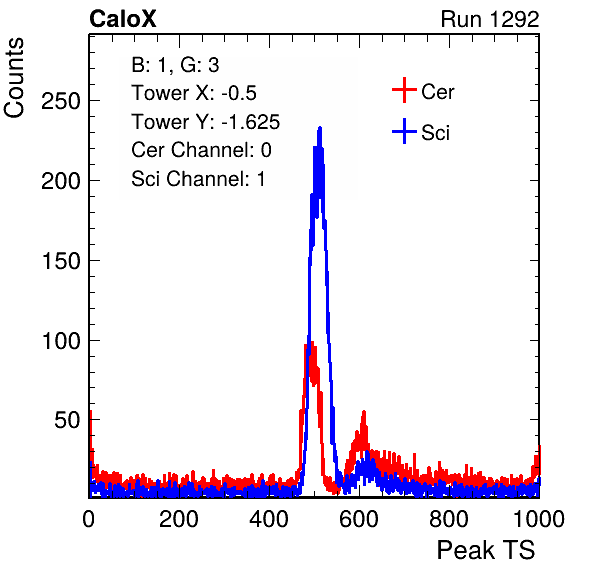 CaloX Run 1292
Counts
B: 1, G: 3
Tower X: -0.5
Tower Y: -1.625
Cer Channel: 0
Sci Channel: 1
Cer
Sci
250
200
150
100
50
0 200 400 600 800 1000
Peak TS